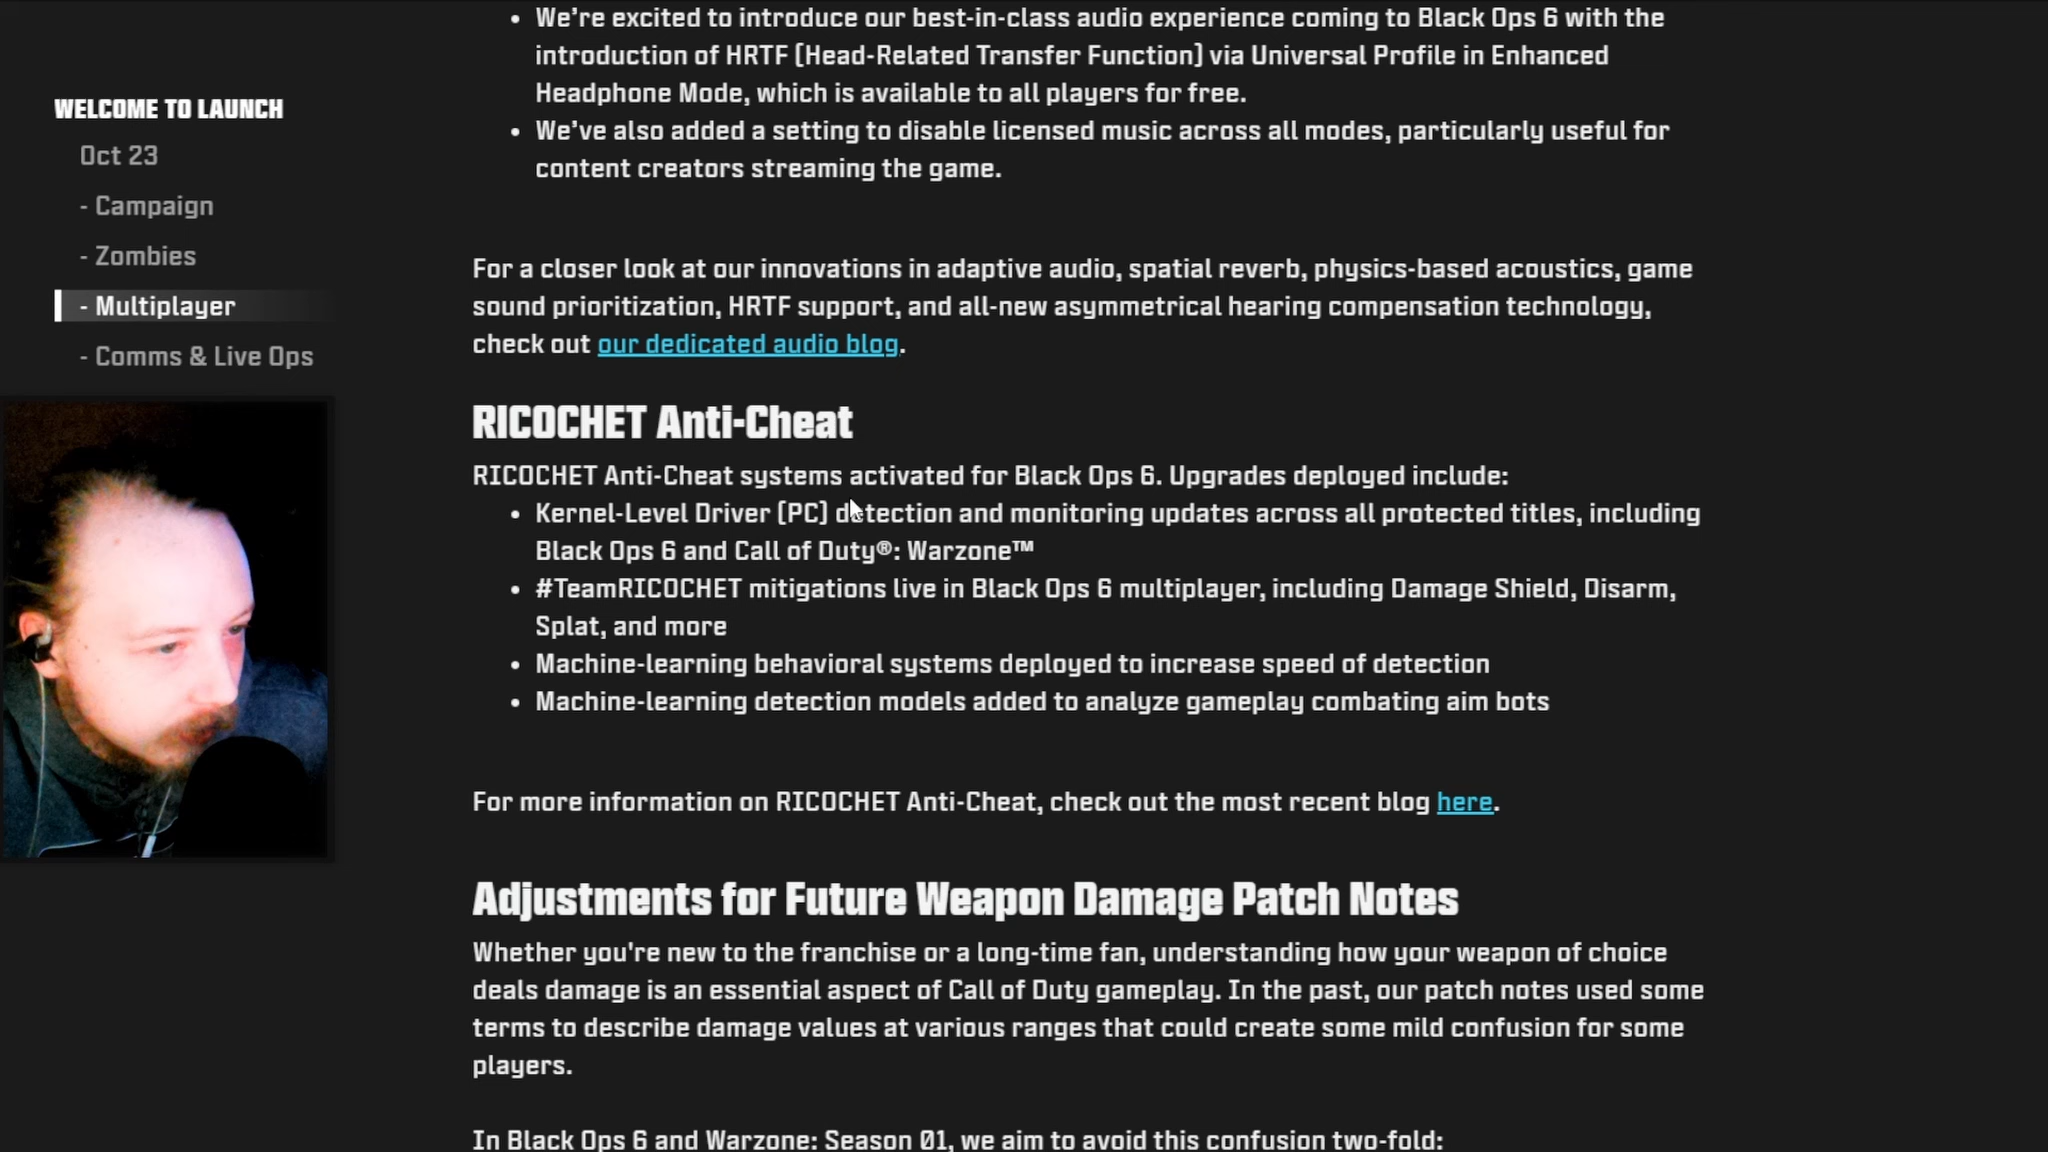 • We're excited to introduce our best-in-class audio experience coming to Black Ops 6 with the
introduction of HRTF (Head-Related Transfer Function) via Universal Profile in Enhanced
Headphone Mode, which is available to all players for free.
• We've also added a setting to disable licensed music across all modes, particularly useful for
content creators streaming the game.
WELCOME TO LAUNCH
Oct 23
- Campaign
- Zombies
- Multiplayer
- Comms & Live Ops
For a closer look at our innovations in adaptive audio, spatial reverb, physics-based acoustics, game
sound prioritization, HRTF support, and all-new asymmetrical hearing compensation technology,
check out our dedicated audio blog.
RICOCHET Anti-Cheat
RICOCHET Anti-Cheat systems activated for Black Ops 6. Upgrades deployed include:
• Kernel-Level Driver (PC) detection and monitoring updates across all protected titles, including
Black Ops 6 and Call of Duty®: Warzone™
• #TeamRICOCHET mitigations live in Black Ops 6 multiplayer, including Damage Shield, Disarm,
Splat, and more
• Machine-learning behavioral systems deployed to increase speed of detection
• Machine-learning detection models added to analyze gameplay combating aim bots
For more information on RICOCHET Anti-Cheat, check out the most recent blog here.
Adjustments for Future Weapon Damage Patch Notes
Whether you're new to the franchise or a long-time fan, understanding how your weapon of choice
deals damage is an essential aspect of Call of Duty gameplay. In the past, our patch notes used some
terms to describe damage values at various ranges that could create some mild confusion for some
players.
In Black Ops 6 and Warzone: Season 01, we aim to avoid this confusion two-fold: